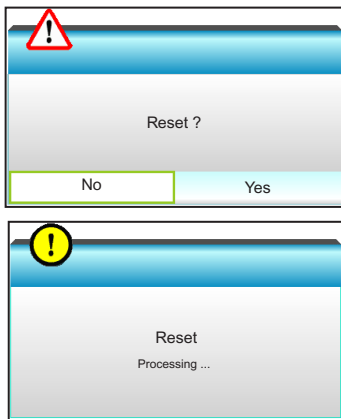 !
Reset ?
No Yes
!
Reset
Processing ...